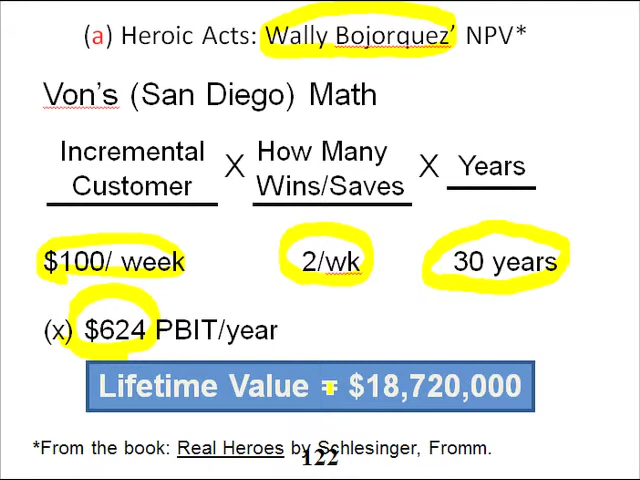 (a) Heroic Acts: Wally Bojorquez’ NPV*
Von’s (San Diego) Math
Incremental Customer X How Many Wins/Saves X Years
$100/ week 2/wk 30 years
(x) $624 PBIT/year
Lifetime Value = $18,720,000
*From the book: Real Heroes by Schlesinger, Fromm.
122